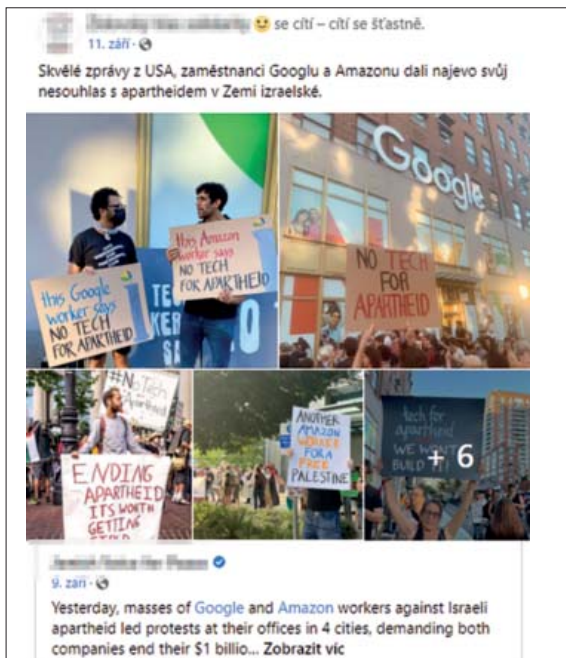 se cítí – cítí se šťastně.
11. září ·
Skvělé zprávy z USA, zaměstnanci Googlu a Amazonu dali najevo svůj
nesouhlas s apartheidem v Zemi izraelské.
this Google
worker says
NO TECH
FOR APARTHEID
this Amazon
worker says
NO TECH
FOR APARTHEID
Google
NO TECH
FOR
APARTHEID
#NoTech
for
Apartheid
ENDING
APARTHEID
ITS WORTH
GETTING
ANOTHER
AMAZON
WORKER
FOR A
FREE
PALESTINE
tech for
apartheid
WE WON'T
BUILD IT
+ 6
9. září ·
Yesterday, masses of Google and Amazon workers against Israeli
apartheid led protests at their offices in 4 cities, demanding both
companies end their $1 billio... Zobrazit víc